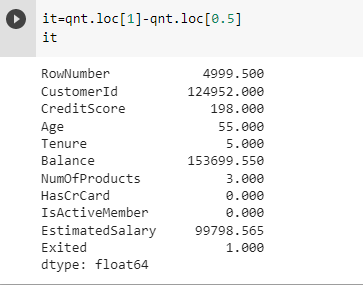 it=qnt.loc[1]-qnt.loc[0.5]
it
RowNumber 4999.500
CustomerId 124952.000
CreditScore 198.000
Age 55.000
Tenure 5.000
Balance 153699.550
NumOfProducts 3.000
HasCrCard 0.000
IsActiveMember 0.000
EstimatedSalary 99798.565
Exited 1.000
dtype: float64